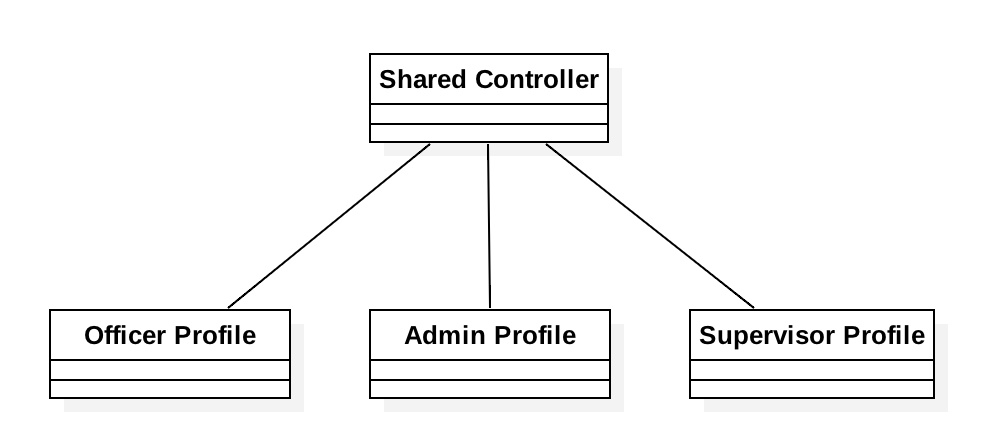 Shared Controller
Officer Profile
Admin Profile
Supervisor Profile